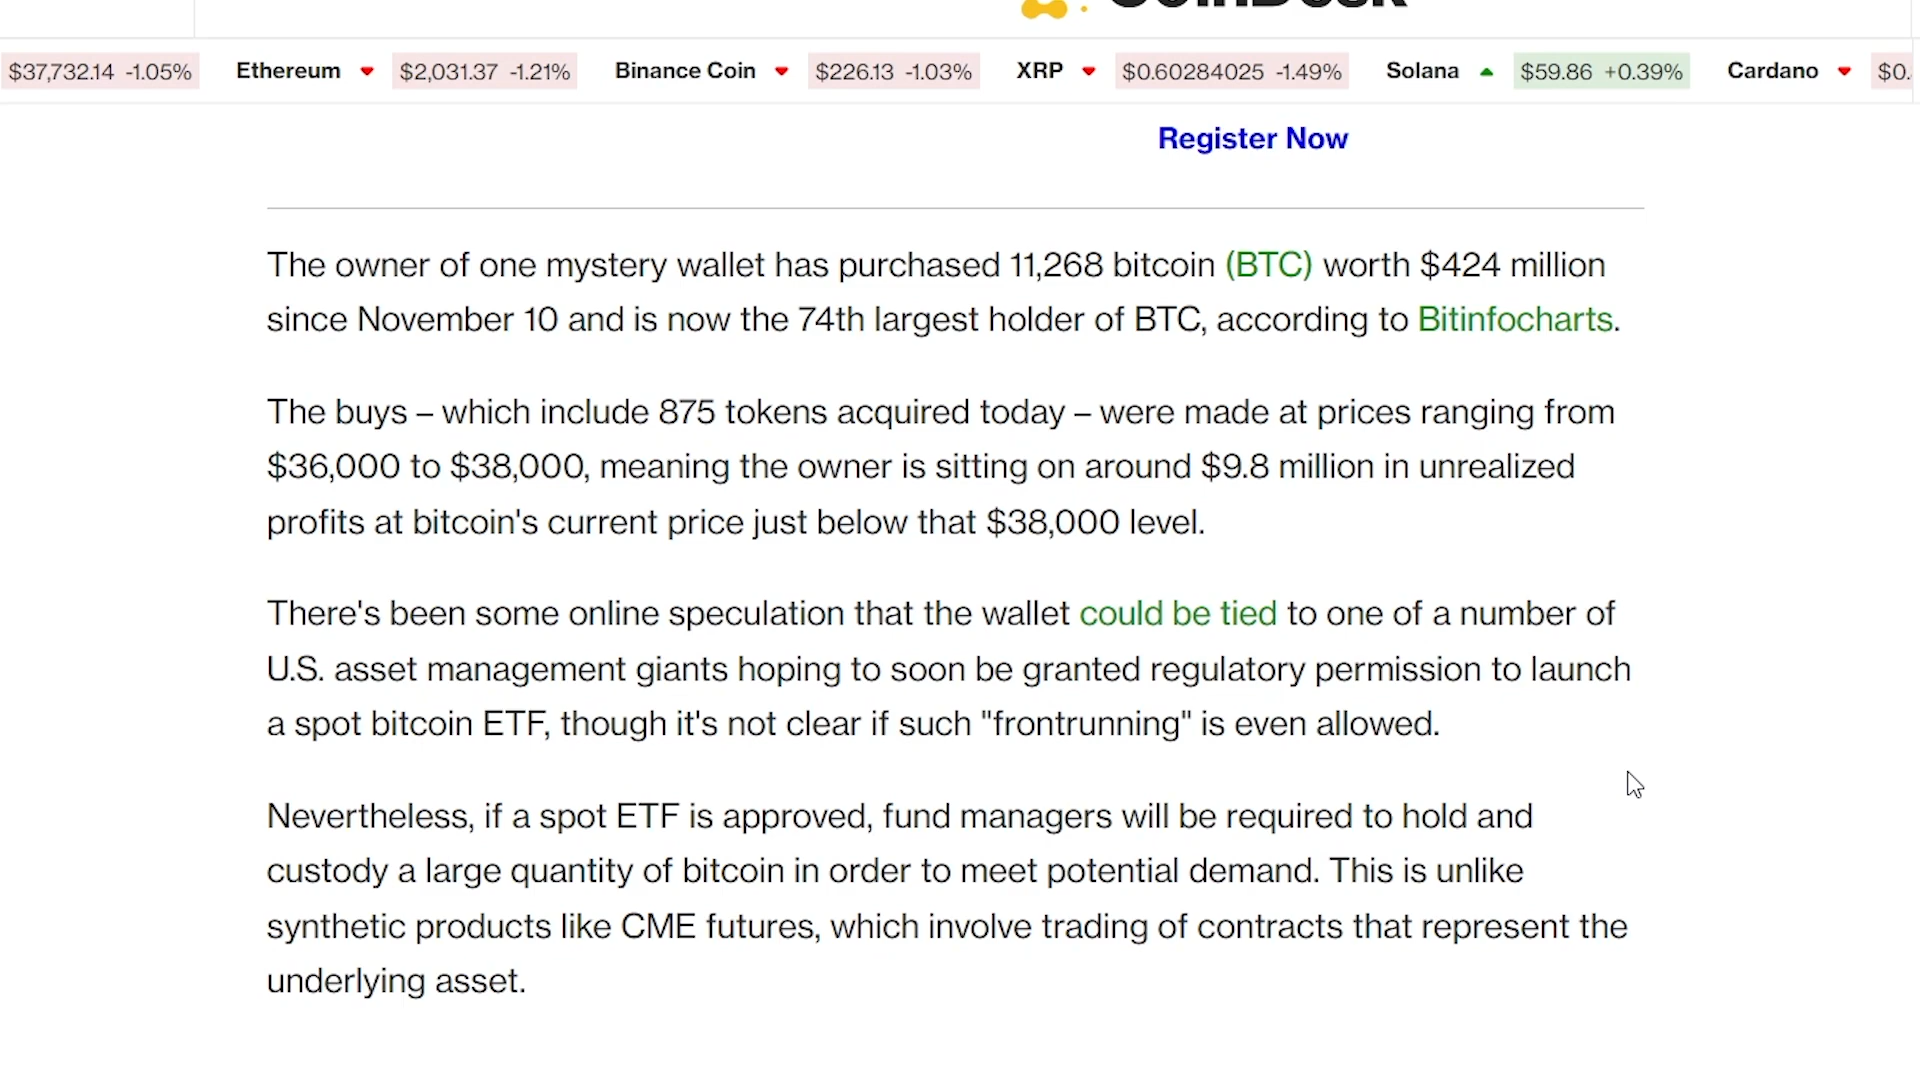 CoinDesk
$37,732.14 -1.05% Ethereum $2,031.37 -1.21% Binance Coin $226.13 -1.03% XRP $0.60284025 -1.49% Solana $59.86 +0.39% Cardano $0.
Register Now
The owner of one mystery wallet has purchased 11,268 bitcoin (BTC) worth $424 million
since November 10 and is now the 74th largest holder of BTC, according to Bitinfocharts.
The buys – which include 875 tokens acquired today – were made at prices ranging from
$36,000 to $38,000, meaning the owner is sitting on around $9.8 million in unrealized
profits at bitcoin's current price just below that $38,000 level.
There's been some online speculation that the wallet could be tied to one of a number of
U.S. asset management giants hoping to soon be granted regulatory permission to launch
a spot bitcoin ETF, though it's not clear if such "frontrunning" is even allowed.
Nevertheless, if a spot ETF is approved, fund managers will be required to hold and
custody a large quantity of bitcoin in order to meet potential demand. This is unlike
synthetic products like CME futures, which involve trading of contracts that represent the
underlying asset.